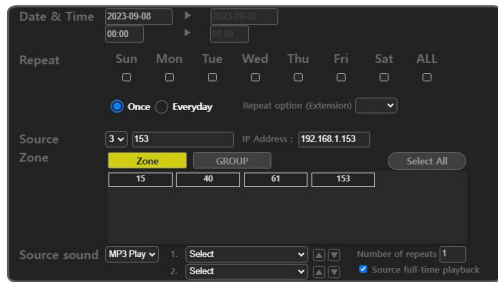 Date & Time 2023-09-08 2023-09-08
00:00 00:00
Repeat Sun Mon Tue Wed Thu Fri Sat ALL
Once Everyday Repeat option (Extension)
Source 3 153 IP Address : 192.168.1.153
Zone Zone GROUP Select All
15 40 61 153
Source sound MP3 Play 1. Select Number of repeats 1
2. Select Source full-time playback